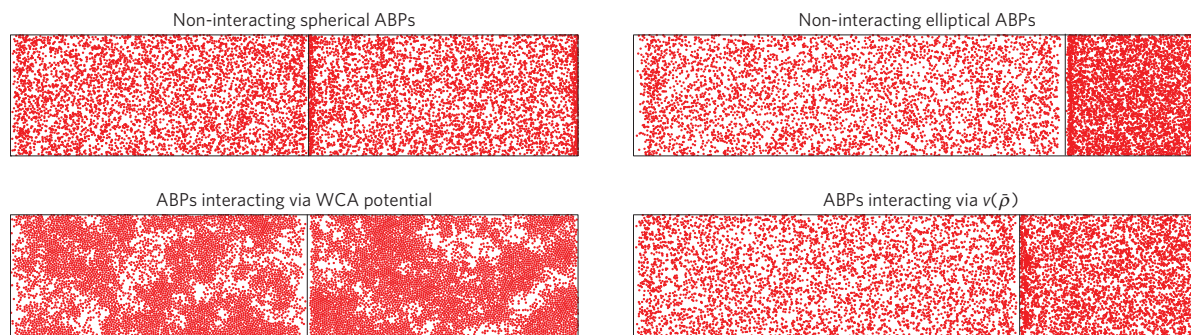 Non-interacting spherical ABPs
Non-interacting elliptical ABPs
ABPs interacting via WCA potential
ABPs interacting via v(ρ̄)